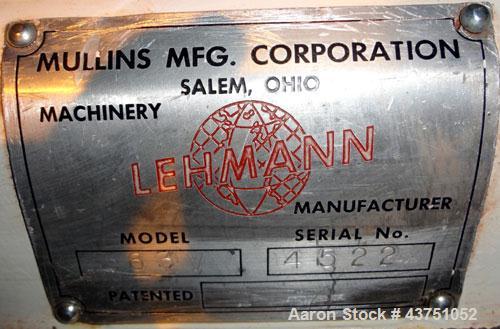 MULLINS MFG. CORPORATION
SALEM, OHIO
MACHINERY
LEHMANN
MANUFACTURER
MODEL SERIAL No.
4522
PATENTED
Aaron Stock # 43751052